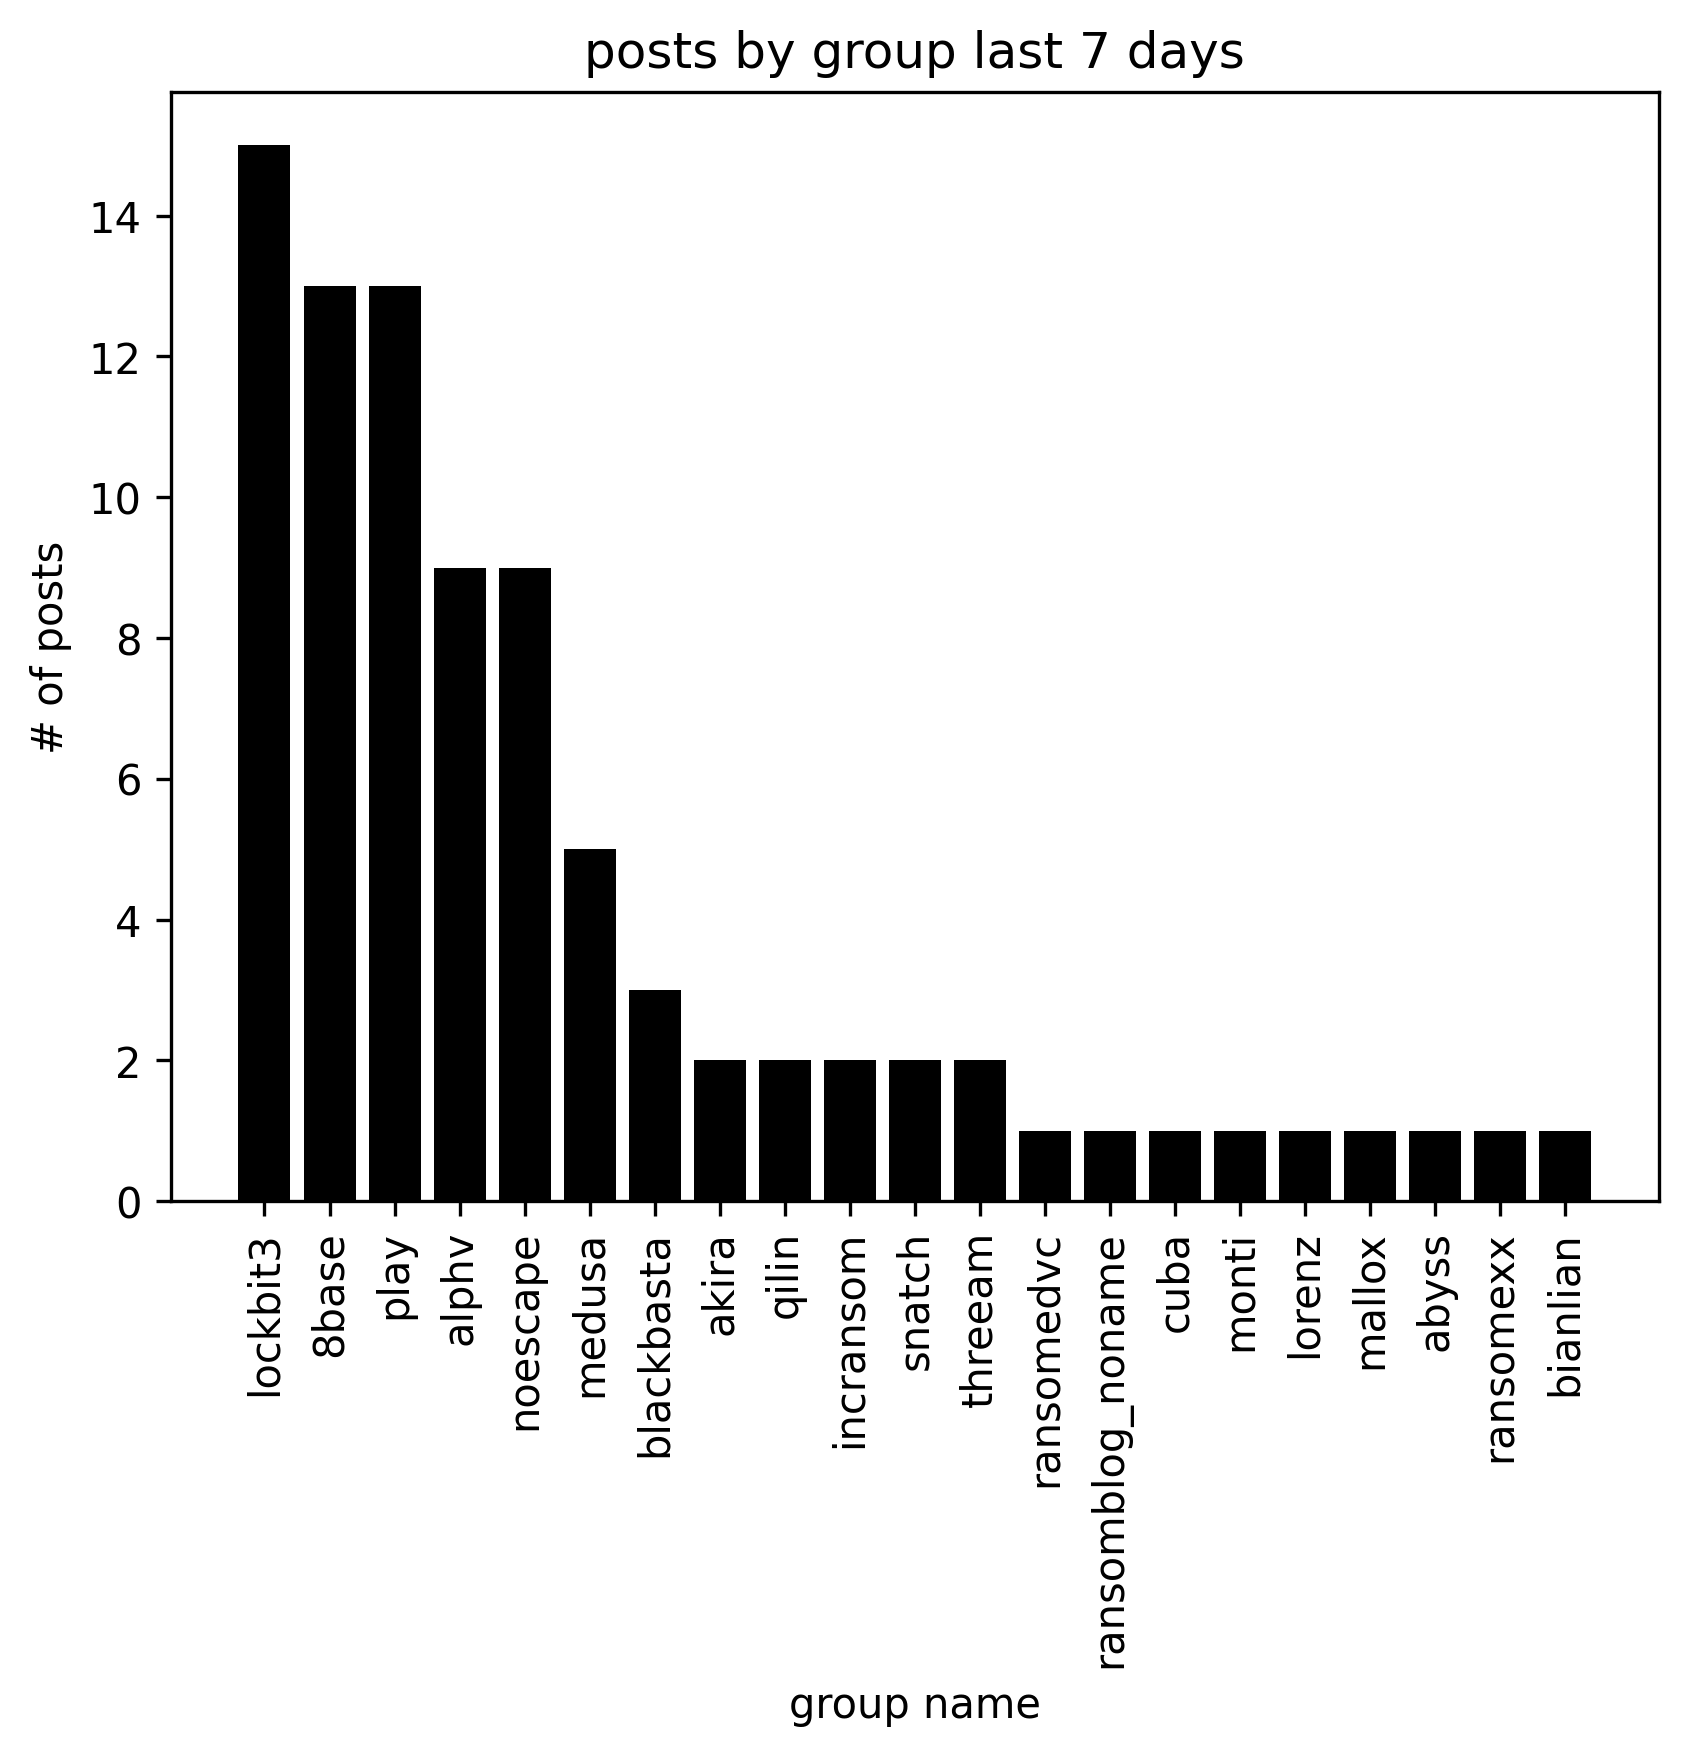 posts by group last 7 days
# of posts
14
12
10
8
6
4
2
0
lockbit3
8base
play
alphv
noescape
medusa
blackbasta
akira
qilin
incransom
snatch
threeam
ransomedvc
ransomblog_noname
cuba
monti
lorenz
mallox
abyss
ransomexx
bianlian
group name